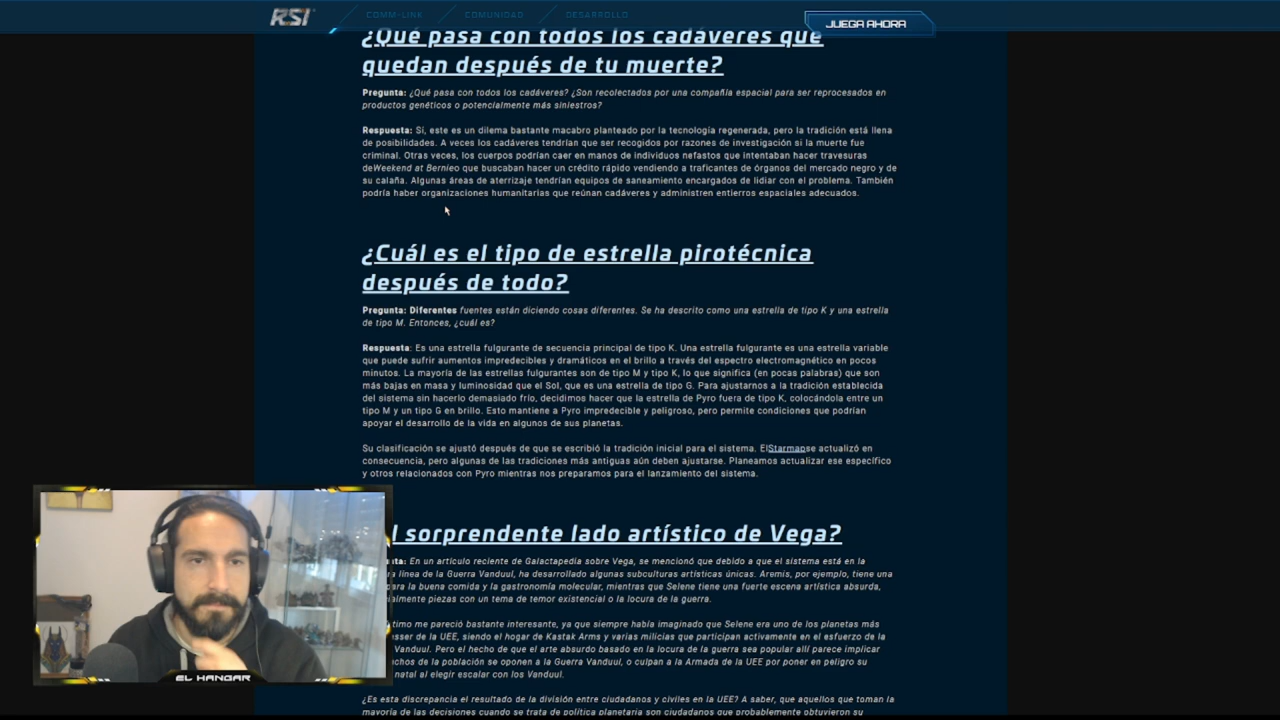 RSI
COMM-LINK
COMUNIDAD
DESARROLLO
JUEGA AHORA
¿Qué pasa con todos los cadáveres que
quedan después de tu muerte?
Pregunta: ¿Qué pasa con todos los cadáveres? ¿Son recolectados por una compañía espacial para ser reprocesados en
productos genéticos o potencialmente más siniestros?
Respuesta: Sí, este es un dilema bastante macabro planteado por la tecnología regenerada, pero la tradición está llena
de posibilidades. A veces los cadáveres tendrían que ser recogidos por razones de investigación si la muerte fue
criminal. Otras veces, los cuerpos podrían caer en manos de individuos nefastos que intentaban hacer travesuras
deWeekend at Bernieo que buscaban hacer un crédito rápido vendiendo a traficantes de órganos del mercado negro y de
su calaña. Algunas áreas de aterrizaje tendrían equipos de saneamiento encargados de lidiar con el problema. También
podría haber organizaciones humanitarias que reúnan cadáveres y administren entierros espaciales adecuados.
¿Cuál es el tipo de estrella pirotécnica
después de todo?
Pregunta: Diferentes fuentes están diciendo cosas diferentes. Se ha descrito como una estrella de tipo K y una estrella
de tipo M. Entonces, ¿cuál es?
Respuesta: Es una estrella fulgurante de secuencia principal de tipo K. Una estrella fulgurante es una estrella variable
que puede sufrir aumentos impredecibles y dramáticos en el brillo a través del espectro electromagnético en pocos
minutos. La mayoría de las estrellas fulgurantes son de tipo M y tipo K, lo que significa (en pocas palabras) que son
más bajas en masa y luminosidad que el Sol, que es una estrella de tipo G. Para ajustarnos a la tradición establecida
del sistema sin hacerlo demasiado frío, decidimos hacer que la estrella de Pyro fuera de tipo K, colocándola entre un
tipo M y un tipo G en brillo. Esto mantiene a Pyro impredecible y peligroso, pero permite condiciones que podrían
apoyar el desarrollo de la vida en algunos de sus planetas.
Su clasificación se ajustó después de que se escribió la tradición inicial para el sistema. ElStarmapse actualizó en
consecuencia, pero algunas de las tradiciones más antiguas aún deben ajustarse. Planeamos actualizar ese específico
y otros relacionados con Pyro mientras nos preparamos para el lanzamiento del sistema.
l sorprendente lado artístico de Vega?
nta: En un artículo reciente de Galactapedia sobre Vega, se mencionó que debido a que el sistema está en la
a línea de la Guerra Vanduul, ha desarrollado algunas subculturas artísticas únicas. Aremis, por ejemplo, tiene una
para la buena comida y la gastronomía molecular, mientras que Selene tiene una fuerte escena artística absurda,
ialmente piezas con un tema de temor existencial o la locura de la guerra.
timo me pareció bastante interesante, ya que siempre había imaginado que Selene era uno de los planetas más
asser de la UEE, siendo el hogar de Kastak Arms y varias milicias que participan activamente en el esfuerzo de la
Vanduul. Pero el hecho de que el arte absurdo basado en la locura de la guerra sea popular allí parece implicar
chos de la población se oponen a la Guerra Vanduul, o culpan a la Armada de la UEE por poner en peligro su
natal al elegir escalar con los Vanduul.
¿Es esta discrepancia el resultado de la división entre ciudadanos y civiles en la UEE? A saber, que aquellos que toman la
mayoría de las decisiones cuando se trata de política planetaria son ciudadanos que probablemente obtuvieron su
EL HANGAR